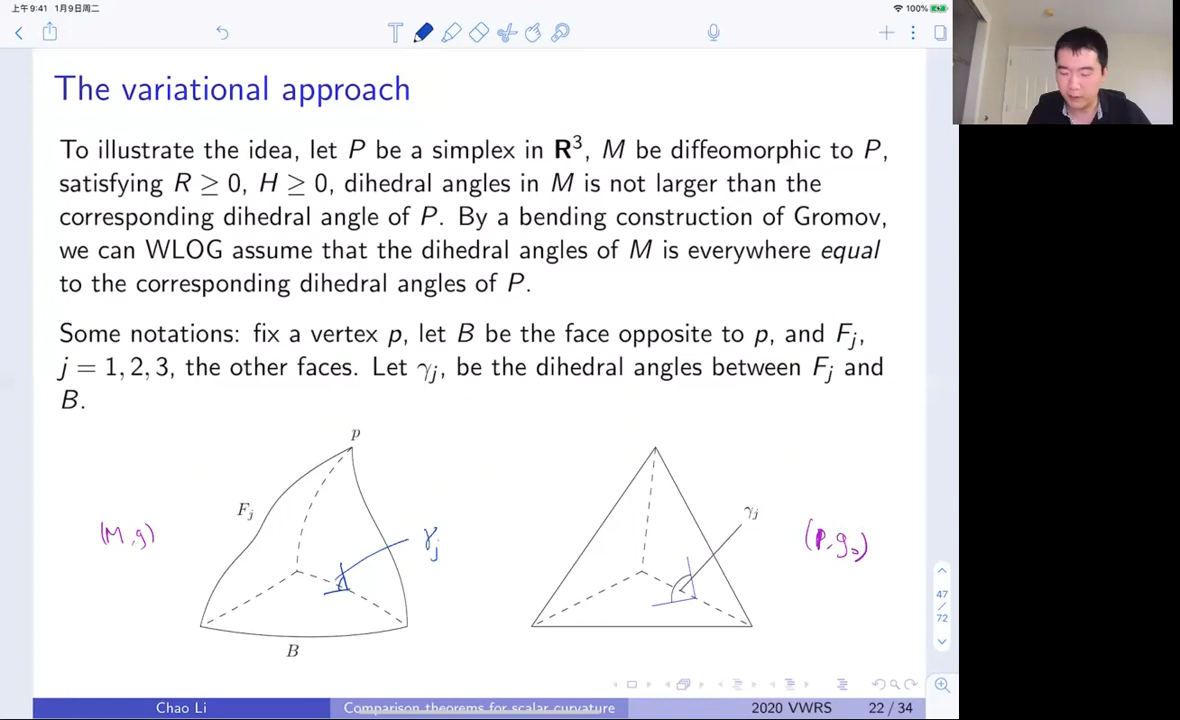 上午9:41 1月9日周二
100%
The variational approach
To illustrate the idea, let P be a simplex in R³, M be diffeomorphic to P,
satisfying R ≥ 0, H ≥ 0, dihedral angles in M is not larger than the
corresponding dihedral angle of P. By a bending construction of Gromov,
we can WLOG assume that the dihedral angles of M is everywhere equal
to the corresponding dihedral angles of P.
Some notations: fix a vertex p, let B be the face opposite to p, and Fⱼ,
j = 1, 2, 3, the other faces. Let γⱼ, be the dihedral angles between Fⱼ and
B.
p
Fⱼ
γⱼ
(M, g)
γⱼ
(P, g₀)
B
47
/
72
Chao Li
Comparison theorems for scalar curvature
2020 VWRS
22 / 34